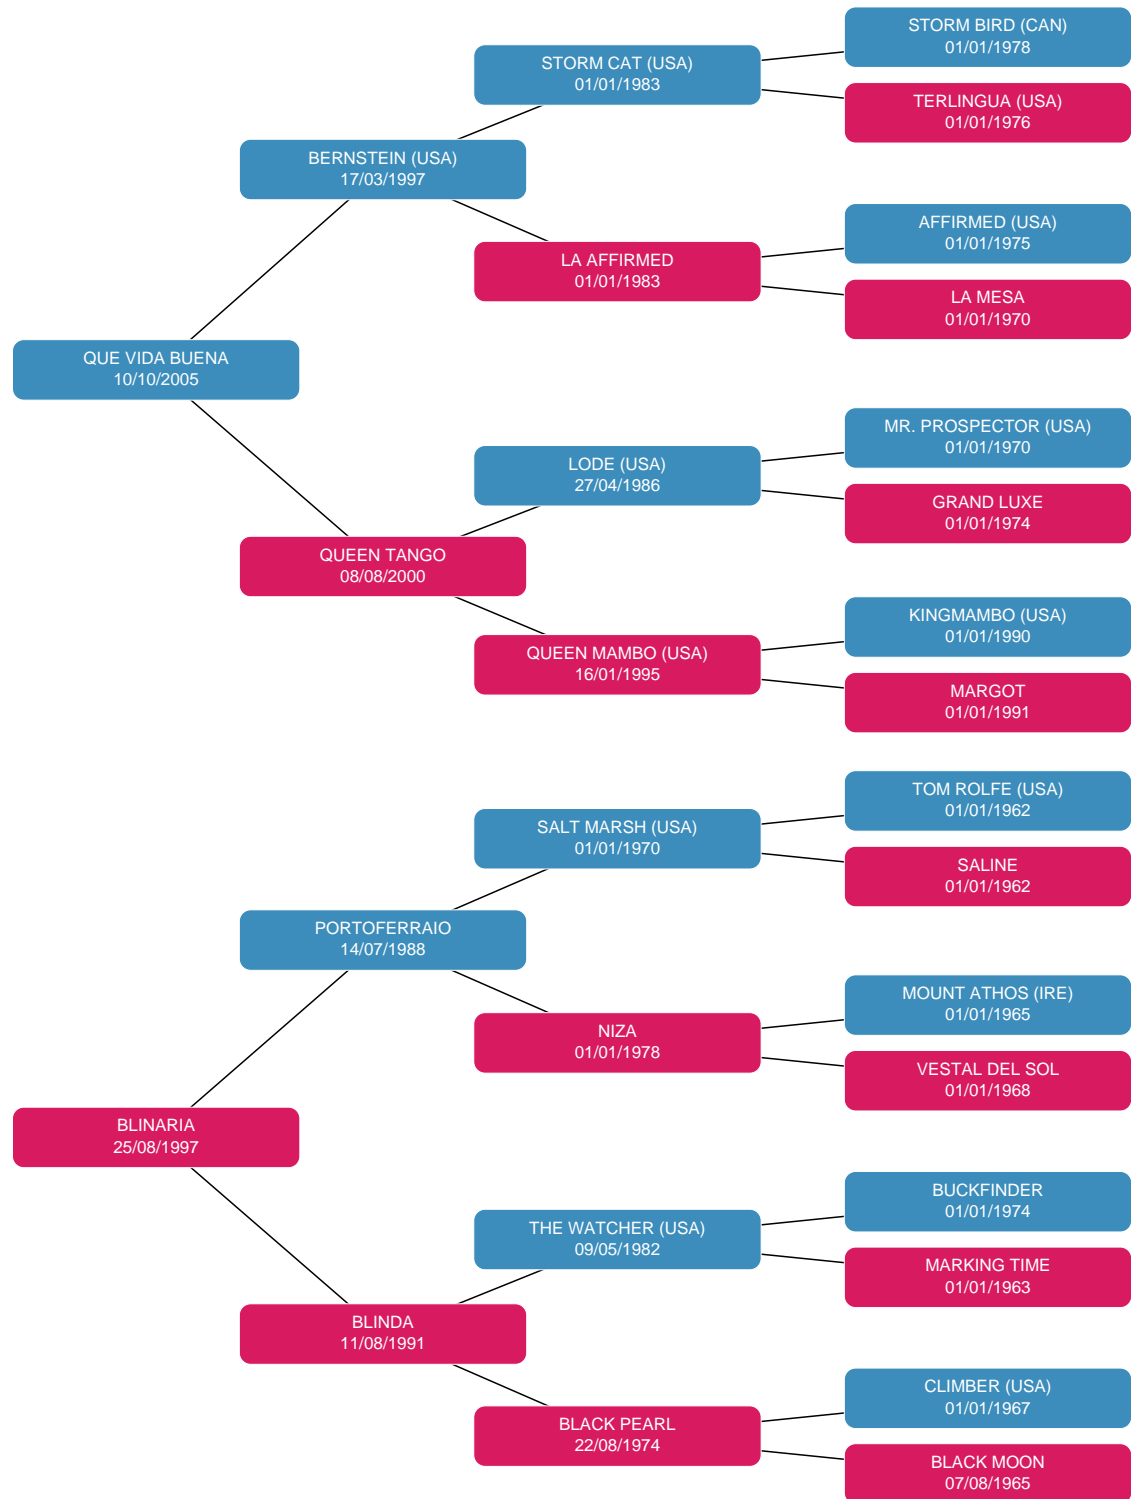 STORM BIRD (CAN)
01/01/1978
STORM CAT (USA)
01/01/1983
TERLINGUA (USA)
01/01/1976
BERNSTEIN (USA)
17/03/1997
AFFIRMED (USA)
01/01/1975
LA AFFIRMED
01/01/1983
LA MESA
01/01/1970
QUE VIDA BUENA
10/10/2005
MR. PROSPECTOR (USA)
01/01/1970
LODE (USA)
27/04/1986
GRAND LUXE
01/01/1974
QUEEN TANGO
08/08/2000
KINGMAMBO (USA)
01/01/1990
QUEEN MAMBO (USA)
16/01/1995
MARGOT
01/01/1991
TOM ROLFE (USA)
01/01/1962
SALT MARSH (USA)
01/01/1970
SALINE
01/01/1962
PORTOFERRAIO
14/07/1988
MOUNT ATHOS (IRE)
01/01/1965
NIZA
01/01/1978
VESTAL DEL SOL
01/01/1968
BLINARIA
25/08/1997
BUCKFINDER
01/01/1974
THE WATCHER (USA)
09/05/1982
MARKING TIME
01/01/1963
BLINDA
11/08/1991
CLIMBER (USA)
01/01/1967
BLACK PEARL
22/08/1974
BLACK MOON
07/08/1965